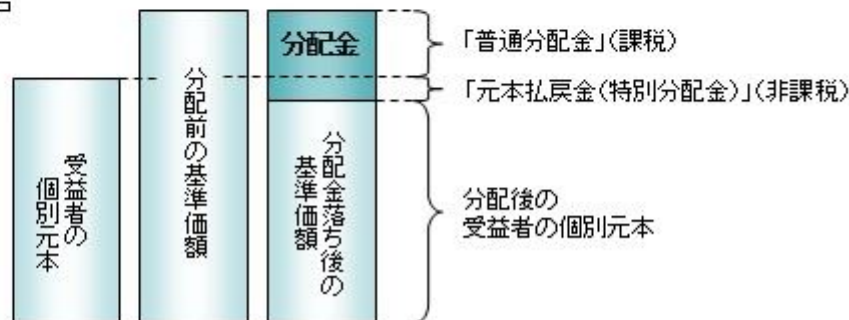 受益者の
個別元本
分配前の基準価額
分配金
分配金落ち後の
基準価額
「普通分配金」(課税)
「元本払戻金(特別分配金)」(非課税)
分配後の
受益者の個別元本